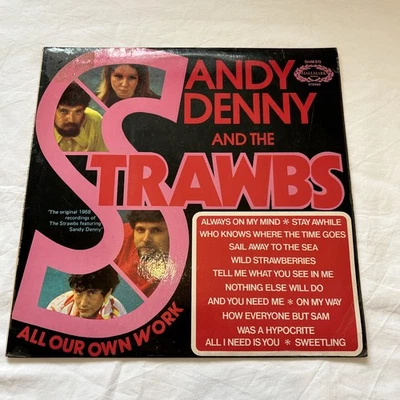 SANDY
DENNY
AND THE
STRAWBS
HALLMARK
STEREO
"The original 1968
recordings of
The Strawbs featuring
Sandy Denny"
ALWAYS ON MY MIND * STAY AWHILE
WHO KNOWS WHERE THE TIME GOES
SAIL AWAY TO THE SEA
WILD STRAWBERRIES
TELL ME WHAT YOU SEE IN ME
NOTHING ELSE WILL DO
AND YOU NEED ME * ON MY WAY
HOW EVERYONE BUT SAM
WAS A HYPOCRITE
ALL I NEED IS YOU * SWEETLING
ALL OUR OWN WORK